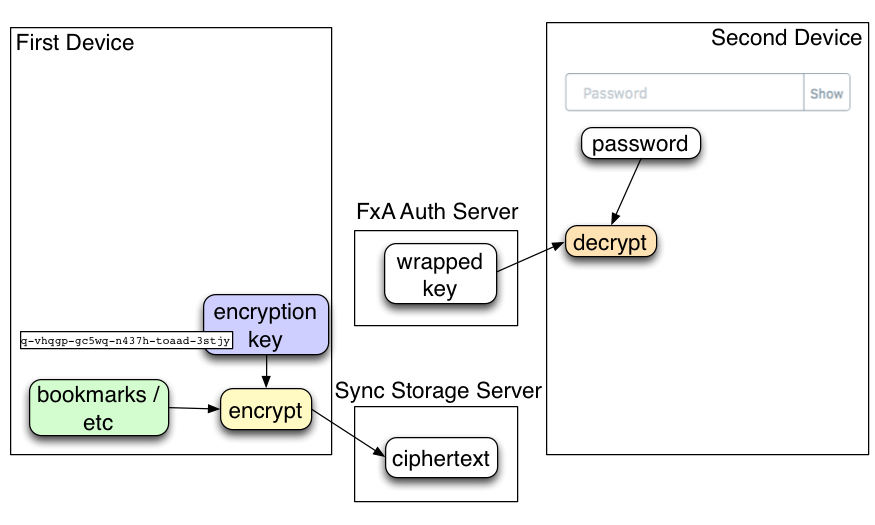 First Device
Second Device
Password
Show
password
FxA Auth Server
decrypt
wrapped
key
encryption
key
q-vhqgp-gc5wq-n437h-toaad-3stjy
bookmarks /
etc
encrypt
Sync Storage Server
ciphertext